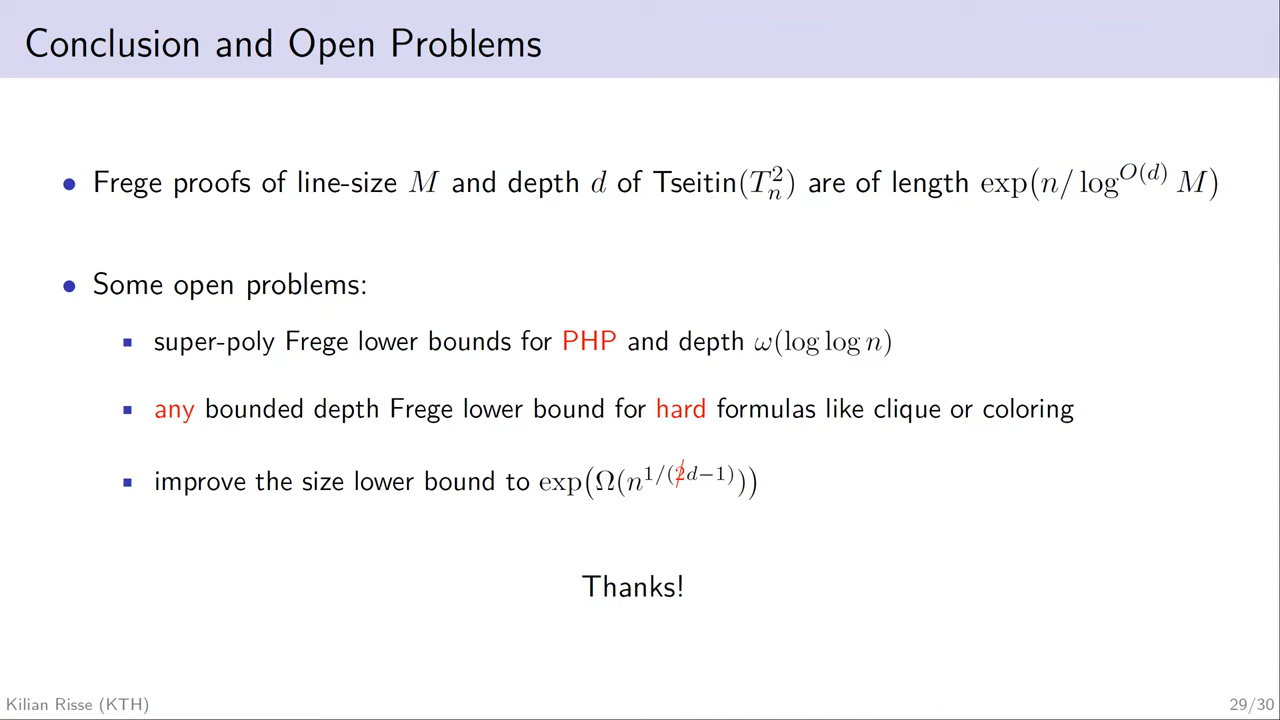 Conclusion and Open Problems
• Frege proofs of line-size M and depth d of Tseitin(T_n^2) are of length exp(n/ log^{O(d)} M)
• Some open problems:
▪ super-poly Frege lower bounds for PHP and depth ω(log log n)
▪ any bounded depth Frege lower bound for hard formulas like clique or coloring
▪ improve the size lower bound to exp(Ω(n^{1/(2̸d−1)}))
Thanks!
Kilian Risse (KTH)
29/30